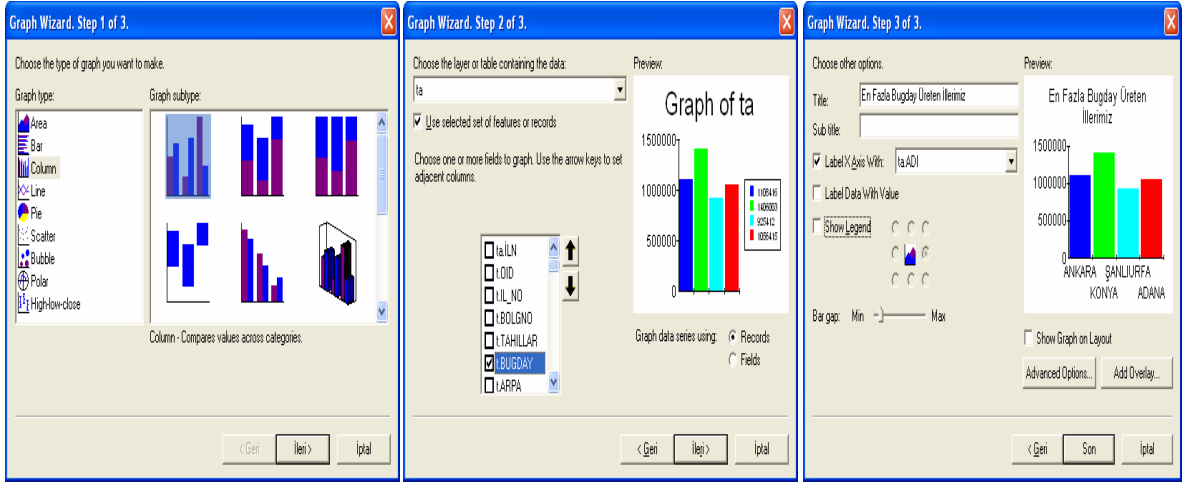 Graph Wizard. Step 1 of 3.
Choose the type of graph you want to make.
Graph type:
Graph subtype:
Area
Bar
Column
Line
Pie
Scatter
Bubble
Polar
High-low-close
Column - Compares values across categories.
< Geri
İleri >
İptal
Graph Wizard. Step 2 of 3.
Choose the layer or table containing the data:
ta
Use selected set of features or records
Choose one or more fields to graph. Use the arrow keys to set
adjacent columns.
ta.İLN
t.OID
t.IL_NO
t.BOLGNO
t.TAHILLAR
t.BUGDAY
t.ARPA
Preview:
Graph of ta
1500000
1000000
500000
0
1108416
1406003
925412
1056415
Graph data series using:
Records
Fields
< Geri
İleri >
İptal
Graph Wizard. Step 3 of 3.
Choose other options.
Title:
En Fazla Bugday Üreten İllerimiz
Sub title:
Label X Axis With:
ta.ADI
Label Data With Value
Show Legend
Bar gap:
Min
Max
Preview:
En Fazla Bugday Üreten
İllerimiz
1500000
1000000
500000
0
ANKARA
ŞANLIURFA
KONYA
ADANA
Show Graph on Layout
Advanced Options...
Add Overlay...
< Geri
Son
İptal